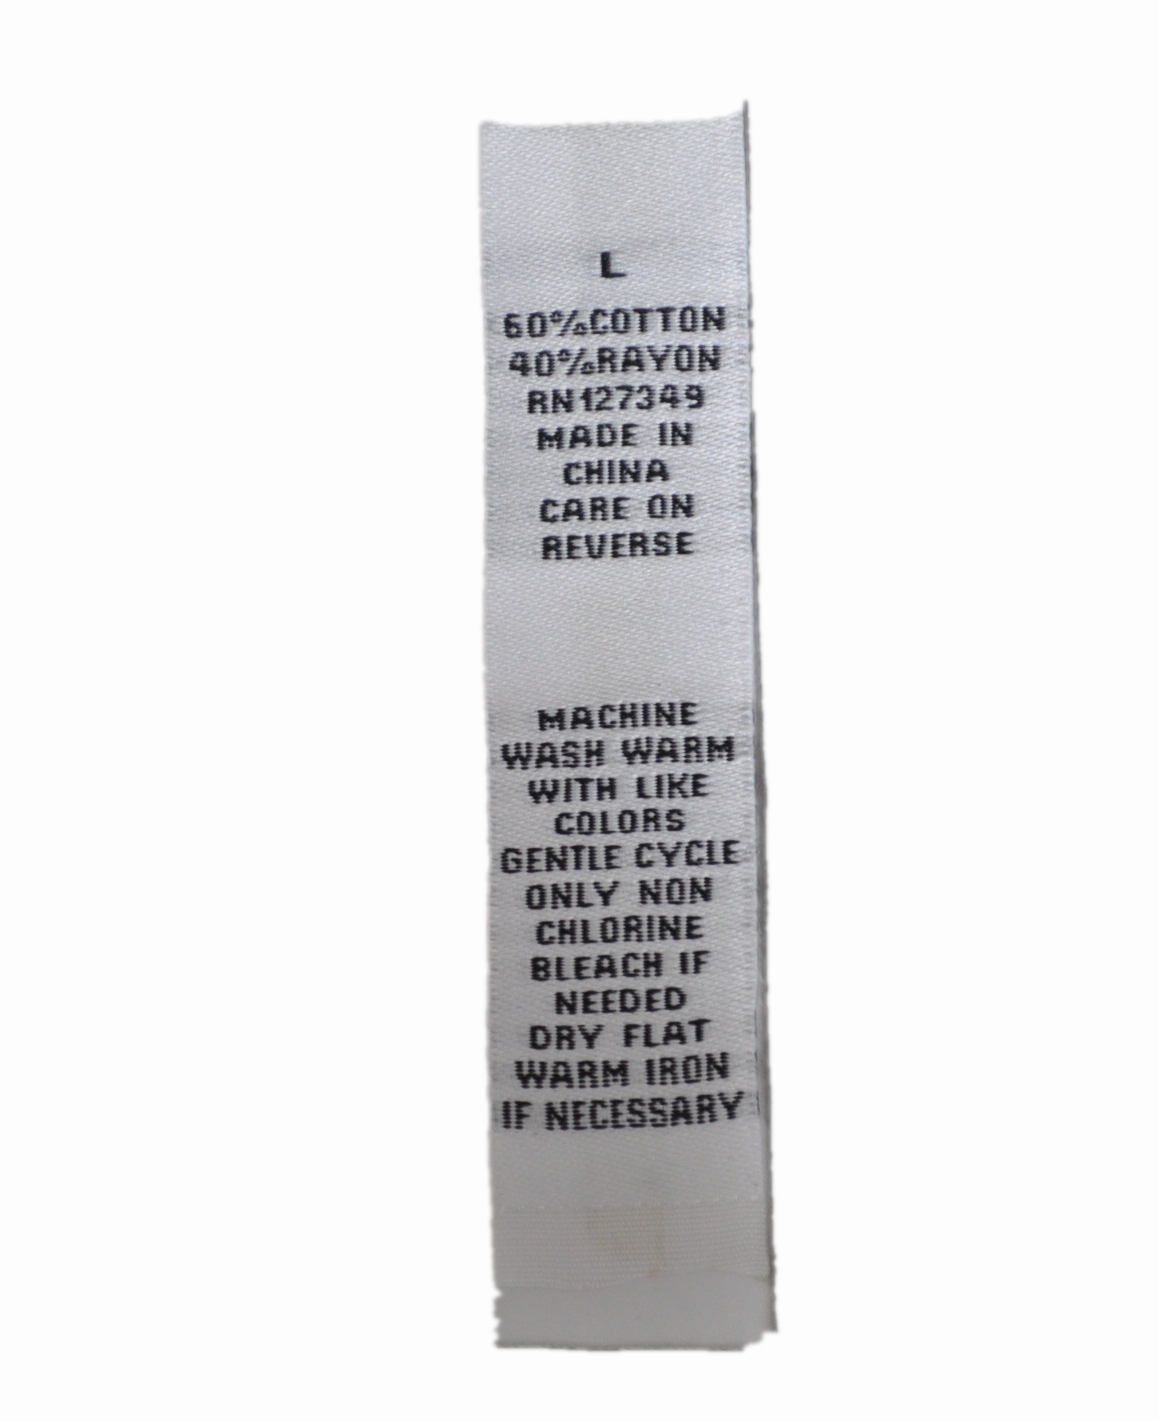 L
60%COTTON
40%RAYON
RN127349
MADE IN
CHINA
CARE ON
REVERSE
MACHINE
WASH WARM
WITH LIKE
COLORS
GENTLE CYCLE
ONLY NON
CHLORINE
BLEACH IF
NEEDED
DRY FLAT
WARM IRON
IF NECESSARY